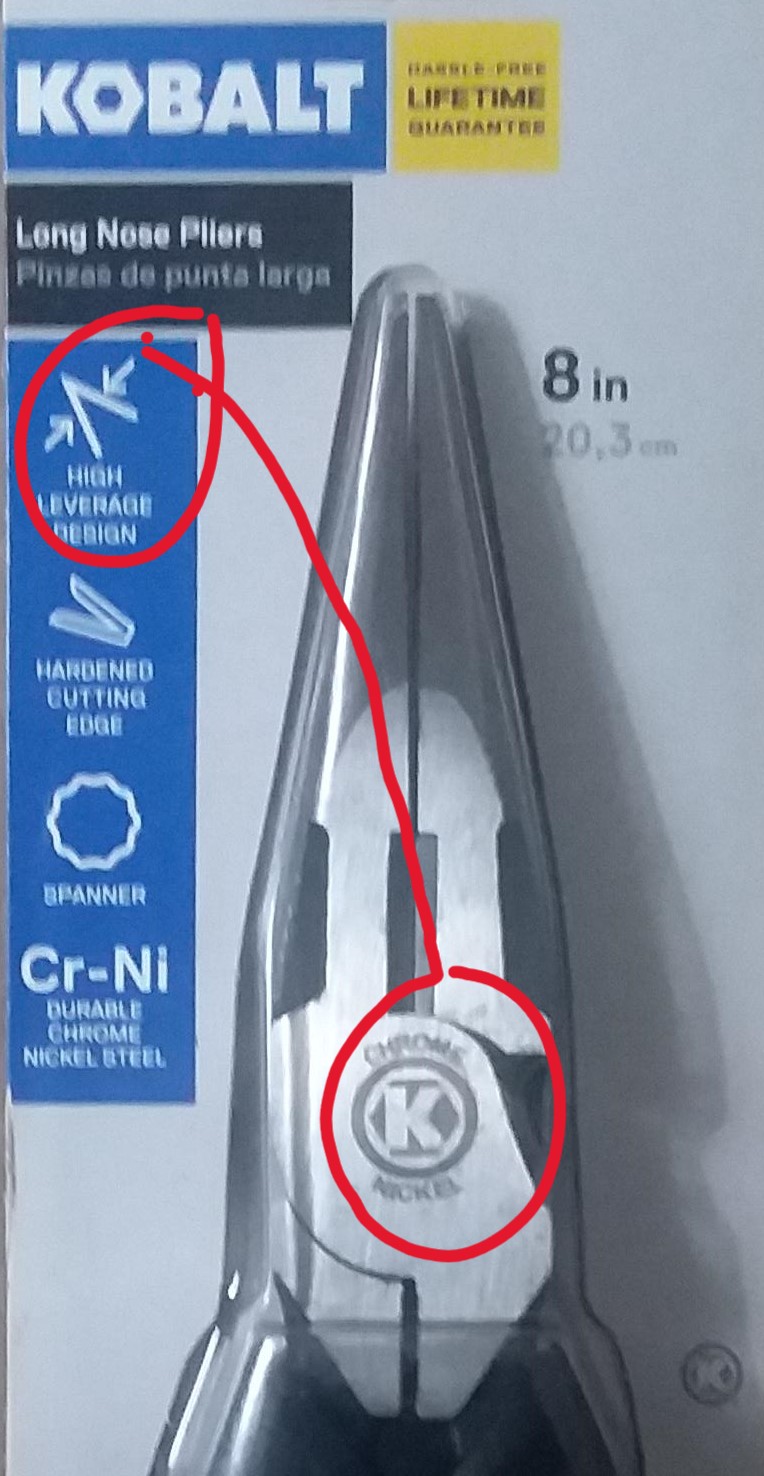 KOBALT
HASSLE-FREE
LIFETIME
GUARANTEE
Long Nose Pliers
Pinzas de punta larga
8 in
20,3 cm
HIGH
LEVERAGE
DESIGN
HARDENED
CUTTING
EDGE
SPANNER
Cr-Ni
DURABLE
CHROME
NICKEL STEEL
CHROME
K
NICKEL
K